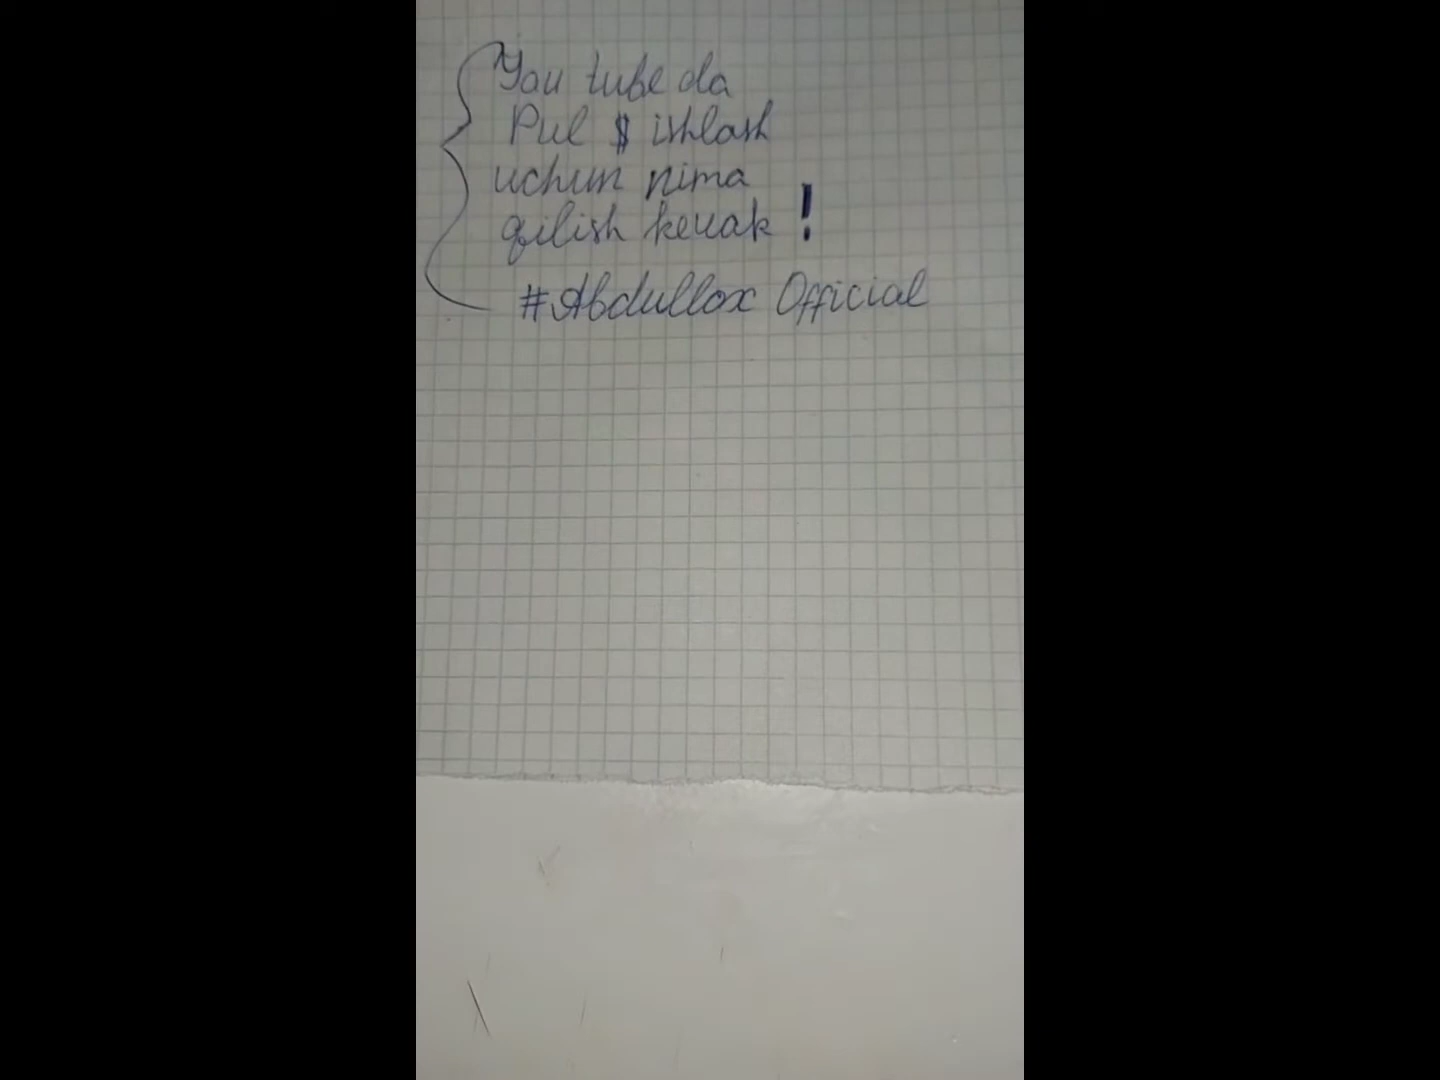 You tube da
Pul $ ishlash
uchun nima
qilish kerak !
#Abdullox Official